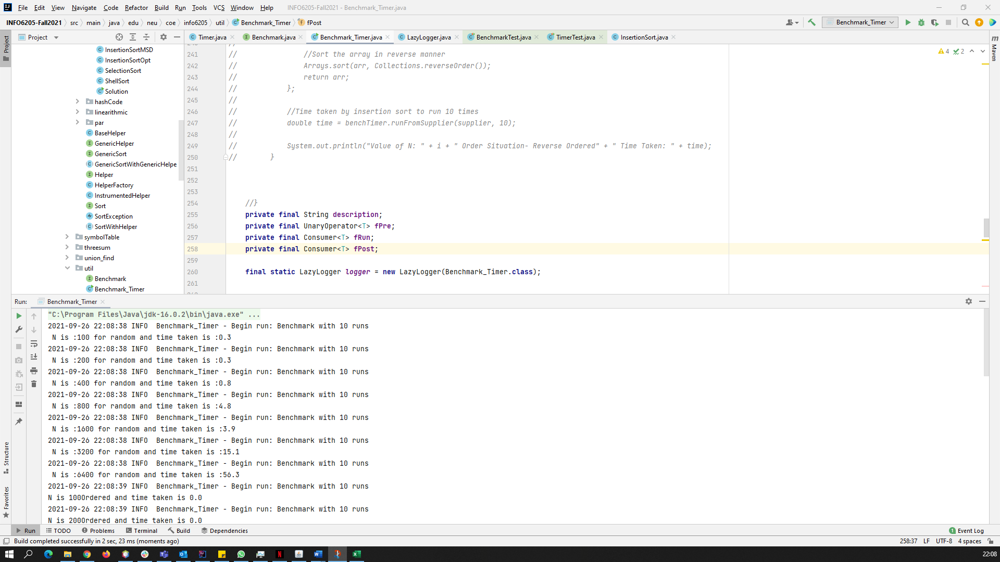 File Edit View Navigate Code Refactor Build Run Tools VCS Window Help INFO6205-Fall2021 - Benchmark_Timer.java
INFO6205-Fall2021 src main java edu neu coe info6205 util Benchmark_Timer fPost Benchmark_Timer
Project Timer.java Benchmark.java Benchmark_Timer.java LazyLogger.java BenchmarkTest.java TimerTest.java InsertionSort.java
Project
Maven
4 2
InsertionSortMSD
InsertionSortOpt
SelectionSort
ShellSort
Solution
hashCode
linearithmic
par
BaseHelper
GenericHelper
GenericSort
GenericSortWithGenericHelpe
Helper
HelperFactory
InstrumentedHelper
Sort
SortException
SortWithHelper
symbolTable
threesum
union_find
util
Benchmark
Benchmark_Timer
241 // //Sort the array in reverse manner
242 // Arrays.sort(arr, Collections.reverseOrder());
243 // return arr;
244 // };
245 //
246 // //Time taken by insertion sort to run 10 times
247 // double time = benchTimer.runFromSupplier(supplier, 10);
248 //
249 // System.out.println("Value of N: " + i + " Order Situation- Reverse Ordered" + " Time Taken: " + time);
250 // }
251
252
253
254 //}
255 private final String description;
256 private final UnaryOperator<T> fPre;
257 private final Consumer<T> fRun;
258 private final Consumer<T> fPost;
259
260 final static LazyLogger logger = new LazyLogger(Benchmark_Timer.class);
261
Run: Benchmark_Timer
"C:\Program Files\Java\jdk-16.0.2\bin\java.exe" ...
2021-09-26 22:08:38 INFO Benchmark_Timer - Begin run: Benchmark with 10 runs
N is :100 for random and time taken is :0.3
2021-09-26 22:08:38 INFO Benchmark_Timer - Begin run: Benchmark with 10 runs
N is :200 for random and time taken is :0.3
2021-09-26 22:08:38 INFO Benchmark_Timer - Begin run: Benchmark with 10 runs
N is :400 for random and time taken is :0.8
2021-09-26 22:08:38 INFO Benchmark_Timer - Begin run: Benchmark with 10 runs
N is :800 for random and time taken is :4.8
2021-09-26 22:08:38 INFO Benchmark_Timer - Begin run: Benchmark with 10 runs
N is :1600 for random and time taken is :3.9
2021-09-26 22:08:38 INFO Benchmark_Timer - Begin run: Benchmark with 10 runs
N is :3200 for random and time taken is :15.1
2021-09-26 22:08:38 INFO Benchmark_Timer - Begin run: Benchmark with 10 runs
N is :6400 for random and time taken is :56.3
2021-09-26 22:08:39 INFO Benchmark_Timer - Begin run: Benchmark with 10 runs
N is 100Ordered and time taken is 0.0
2021-09-26 22:08:39 INFO Benchmark_Timer - Begin run: Benchmark with 10 runs
N is 200Ordered and time taken is 0.0
Structure
Favorites
Run TODO Problems Terminal Build Dependencies 1 Event Log
Build completed successfully in 2 sec, 23 ms (moments ago) 258:37 LF UTF-8 4 spaces
22:08